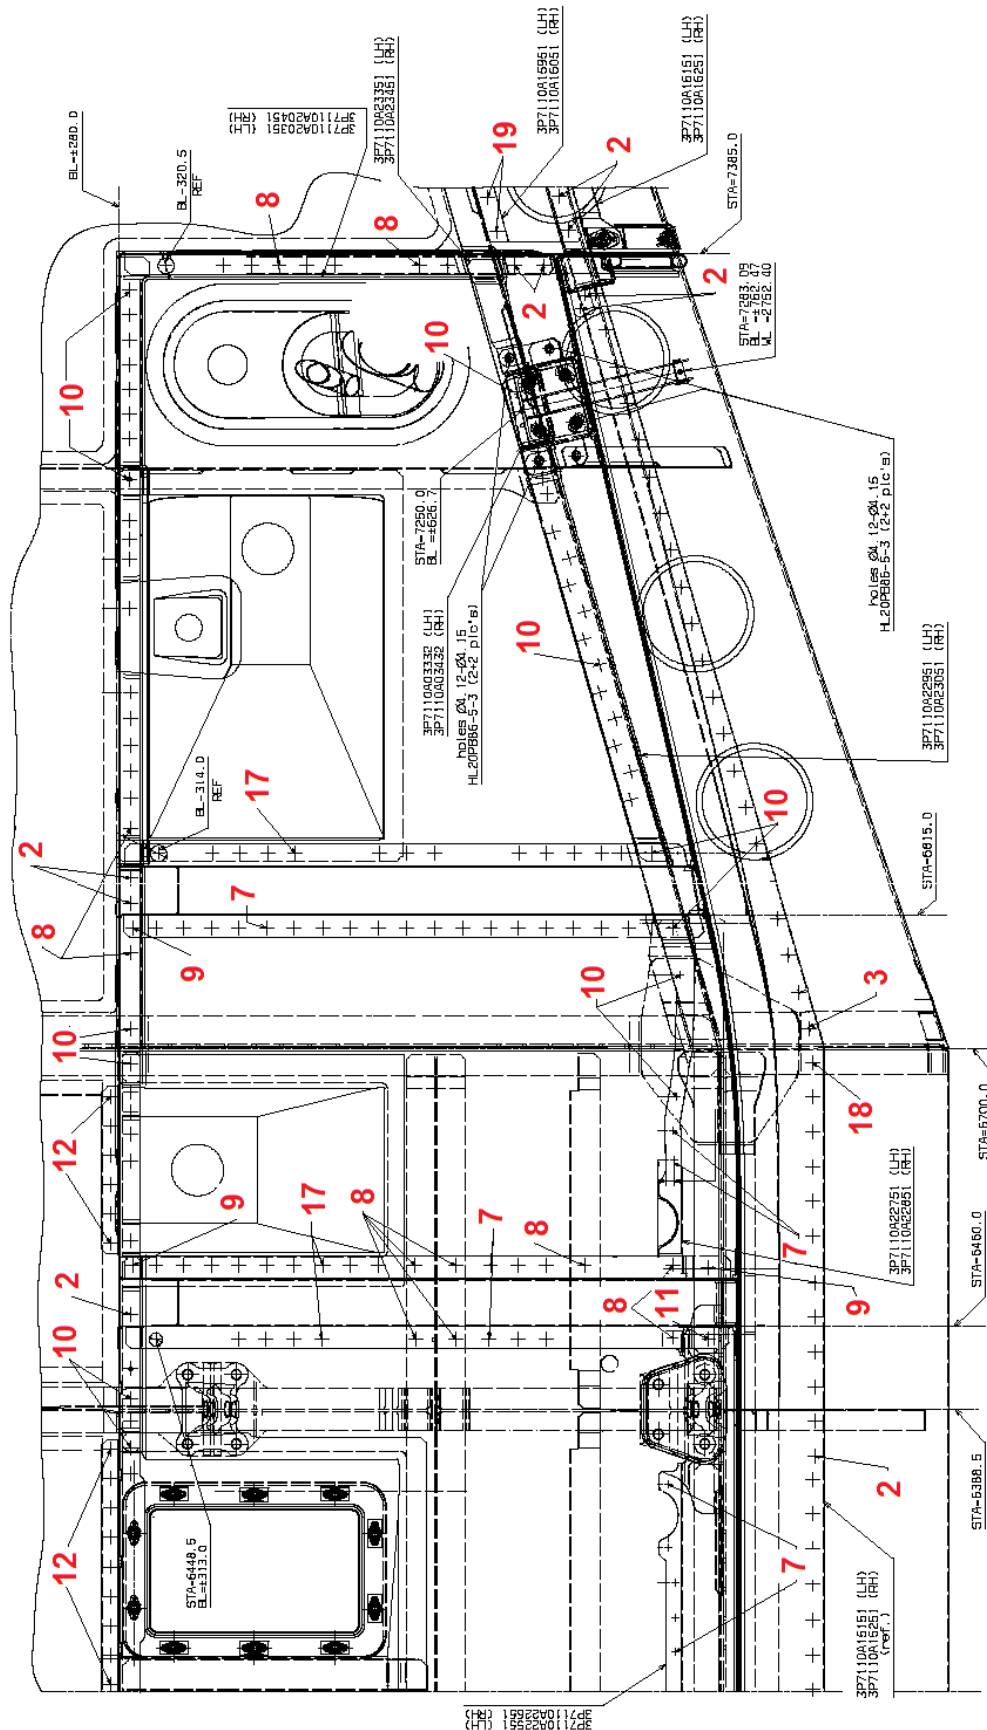 BL=±280.0
BL-320.5
REF
3P7110A20351 (LH)
3P7110A20451 (RH)
3P7110A23351 (LH)
3P7110A23451 (RH)
3P7110A15951 (LH)
3P7110A16051 (RH)
3P7110A16151 (LH)
3P7110A16251 (RH)
STA=7385.0
8
8
19
2
2
2
10
10
STA=7283.09
BL =±762.47
WL =2752.40
holes Ø4.12-Ø4.15
HL20PB86-5-3 (2+2 plc's)
STA=7250.0
BL =±626.7
3P7110A03332 (LH)
3P7110A03432 (RH)
holes Ø4.12-Ø4.15
HL20PB86-5-3 (2+2 plc's)
10
3P7110A22951 (LH)
3P7110A23051 (RH)
BL-314.0
REF
17
2
8
7
9
10
10
STA=6815.0
3
10
12
18
STA=6700.0
9
17
8
7
8
7
3P7110A22751 (LH)
3P7110A22851 (RH)
9
2
10
8
11
STA=6460.0
STA=6388.5
12
STA=6448.5
BL=±313.0
2
7
3P7110A15151 (LH)
3P7110A15251 (RH)
(ref.)
3P7110A22551 (LH)
3P7110A22651 (RH)